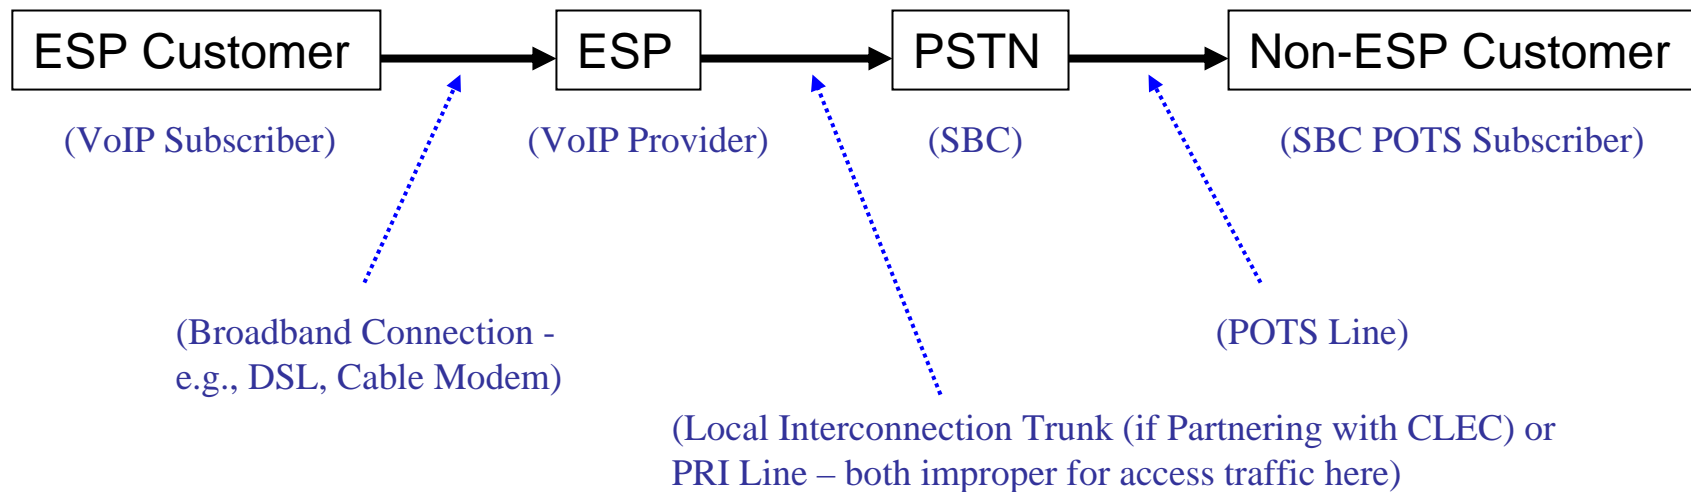 ESP Customer
ESP
PSTN
Non-ESP Customer
(VoIP Subscriber)
(VoIP Provider)
(SBC)
(SBC POTS Subscriber)
(Broadband Connection -
e.g., DSL, Cable Modem)
(POTS Line)
(Local Interconnection Trunk (if Partnering with CLEC) or
PRI Line – both improper for access traffic here)